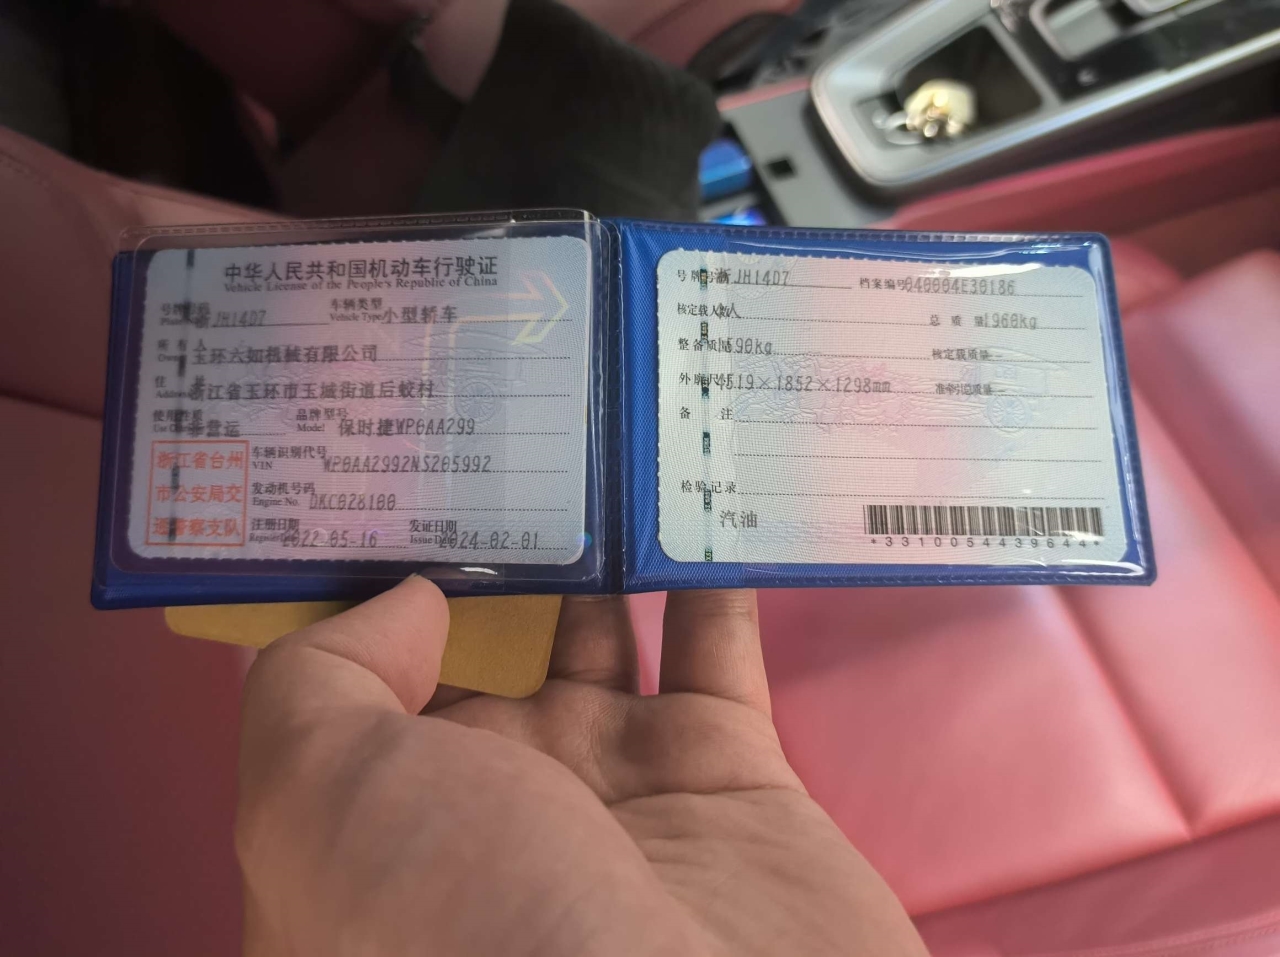 中华人民共和国机动车行驶证
Vehicle License of the People's Republic of China
号牌号码 浙JH14D7 车辆类型 小型轿车
Vehicle Type
所有人 玉环六如机械有限公司
Owner
住址 浙江省玉环市玉城街道后蛟村
Address
使用性质 非营运 品牌型号 保时捷WP0AA299
Model
浙江省台州
市公安局交
通警察支队
车辆识别代号 WP0AA2992NS205992
VIN
发动机号码 DKC028100
Engine No.
注册日期 2022-05-16 发证日期 2024-02-01
Register Date Issue Date
号牌号码 浙JH14D7 档案编号
核定载人数 人 总质量 1960kg
整备质量 核定载质量 --
外廓尺寸 4519×1852×1298mm 准牵引总质量 --
备注
检验记录
汽油
*3310054439644*